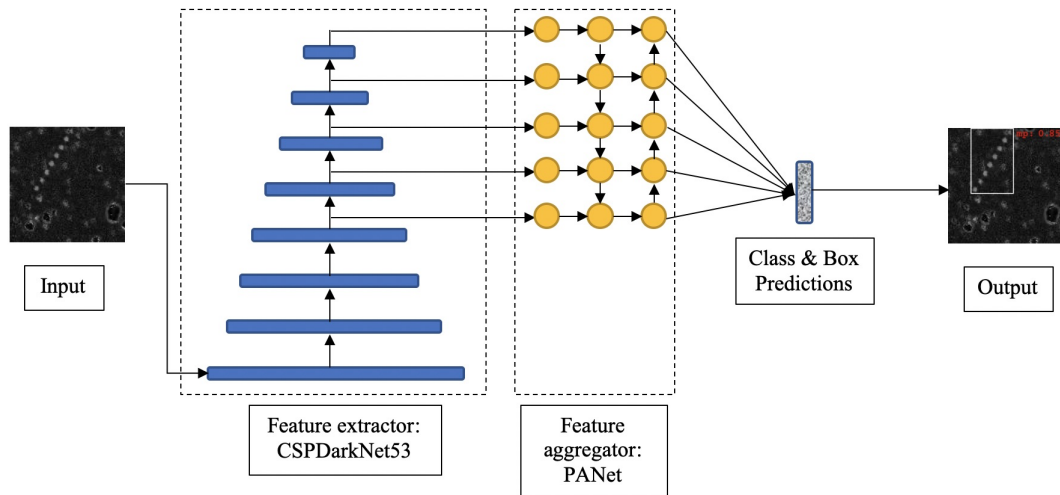 Input
Feature extractor:
CSPDarkNet53
Feature
aggregator:
PANet
Class & Box
Predictions
Output